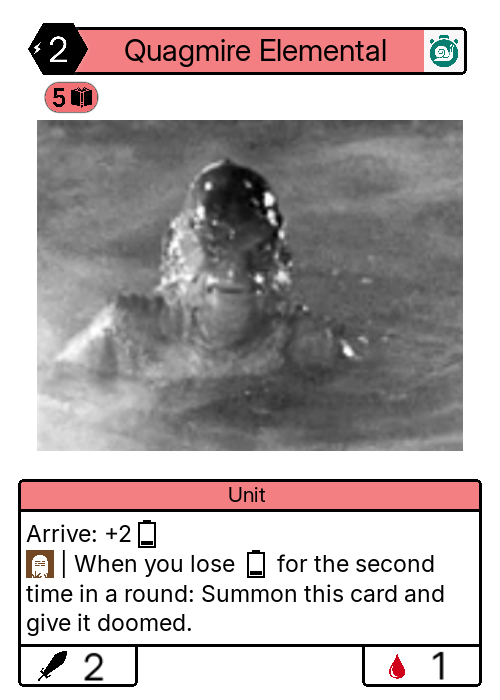 2
Quagmire Elemental
5
Unit
Arrive: +2
| When you lose for the second
time in a round: Summon this card and
give it doomed.
2
1